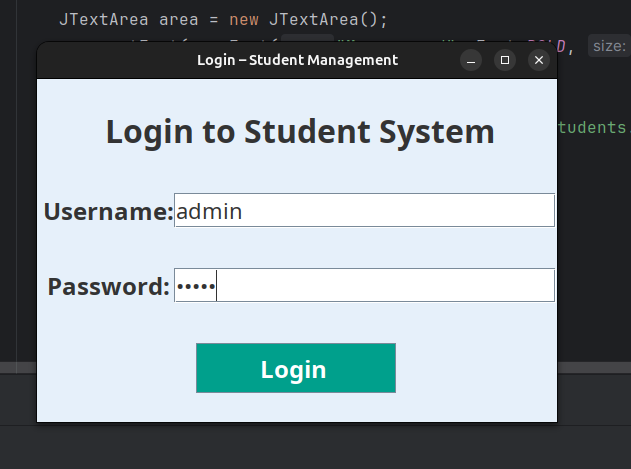 JTextArea area = new JTextArea();
size:
Login – Student Management
Login to Student System
tudents.
Username: admin
Password: •••••
Login